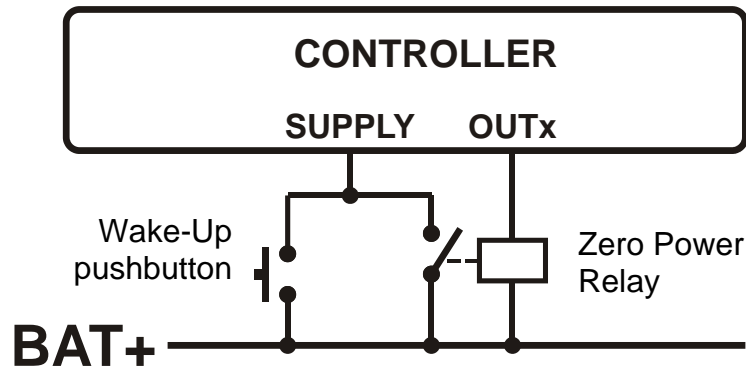 CONTROLLER
SUPPLY OUTx
Wake-Up
pushbutton
Zero Power
Relay
BAT+